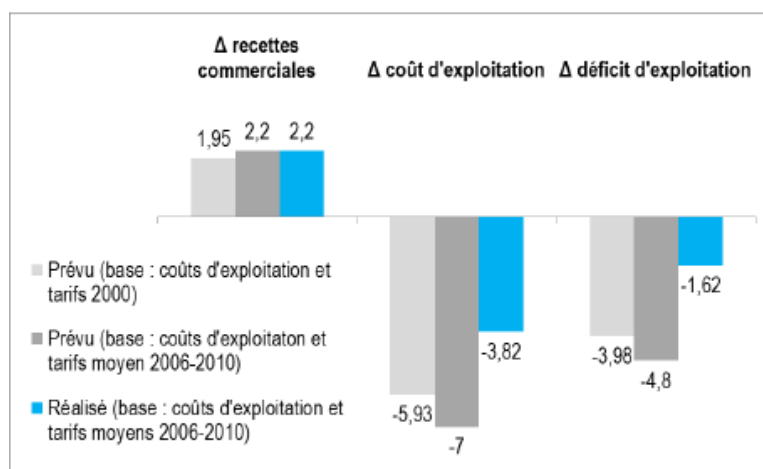 Δ recettes
commerciales
Δ coût d'exploitation
Δ déficit d'exploitation
1,95
2,2
2,2
-5,93
-7
-3,82
-3,98
-4,8
-1,62
Prévu (base : coûts d'exploitation et
tarifs 2000)
Prévu (base : coûts d'exploitaton et
tarifs moyen 2006-2010)
Réalisé (base : coûts d'exploitation et
tarifs moyens 2006-2010)